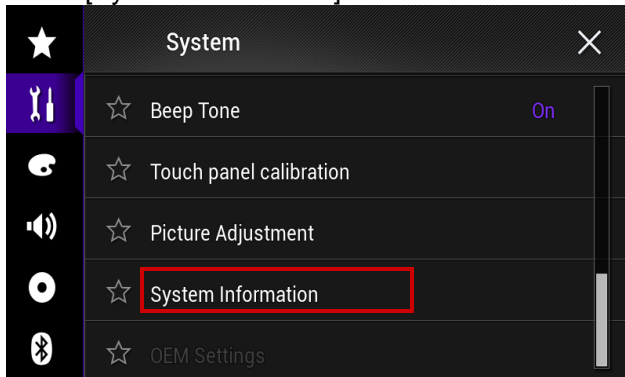 System
Beep Tone On
Touch panel calibration
Picture Adjustment
System Information
OEM Settings